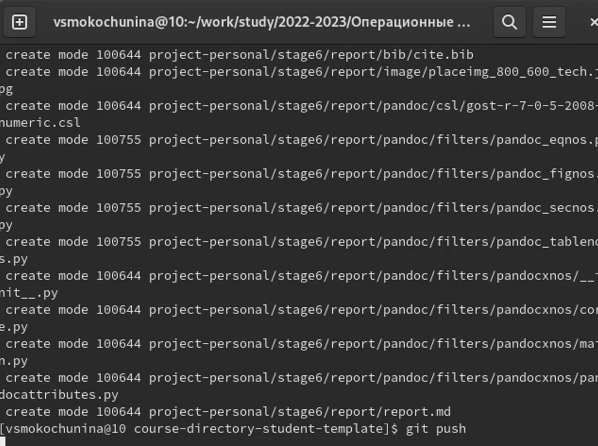 vsmokochunina@10:~/work/study/2022-2023/Операционные ...
create mode 100644 project-personal/stage6/report/bib/cite.bib
create mode 100644 project-personal/stage6/report/image/placeimg_800_600_tech.j
pg
create mode 100644 project-personal/stage6/report/pandoc/csl/gost-r-7-0-5-2008-
numeric.csl
create mode 100755 project-personal/stage6/report/pandoc/filters/pandoc_eqnos.p
y
create mode 100755 project-personal/stage6/report/pandoc/filters/pandoc_fignos.
py
create mode 100755 project-personal/stage6/report/pandoc/filters/pandoc_secnos.
py
create mode 100755 project-personal/stage6/report/pandoc/filters/pandoc_tableno
s.py
create mode 100644 project-personal/stage6/report/pandoc/filters/pandocxnos/__i
nit__.py
create mode 100644 project-personal/stage6/report/pandoc/filters/pandocxnos/cor
e.py
create mode 100644 project-personal/stage6/report/pandoc/filters/pandocxnos/mai
n.py
create mode 100644 project-personal/stage6/report/pandoc/filters/pandocxnos/pan
docattributes.py
create mode 100644 project-personal/stage6/report/report.md
[vsmokochunina@10 course-directory-student-template]$ git push